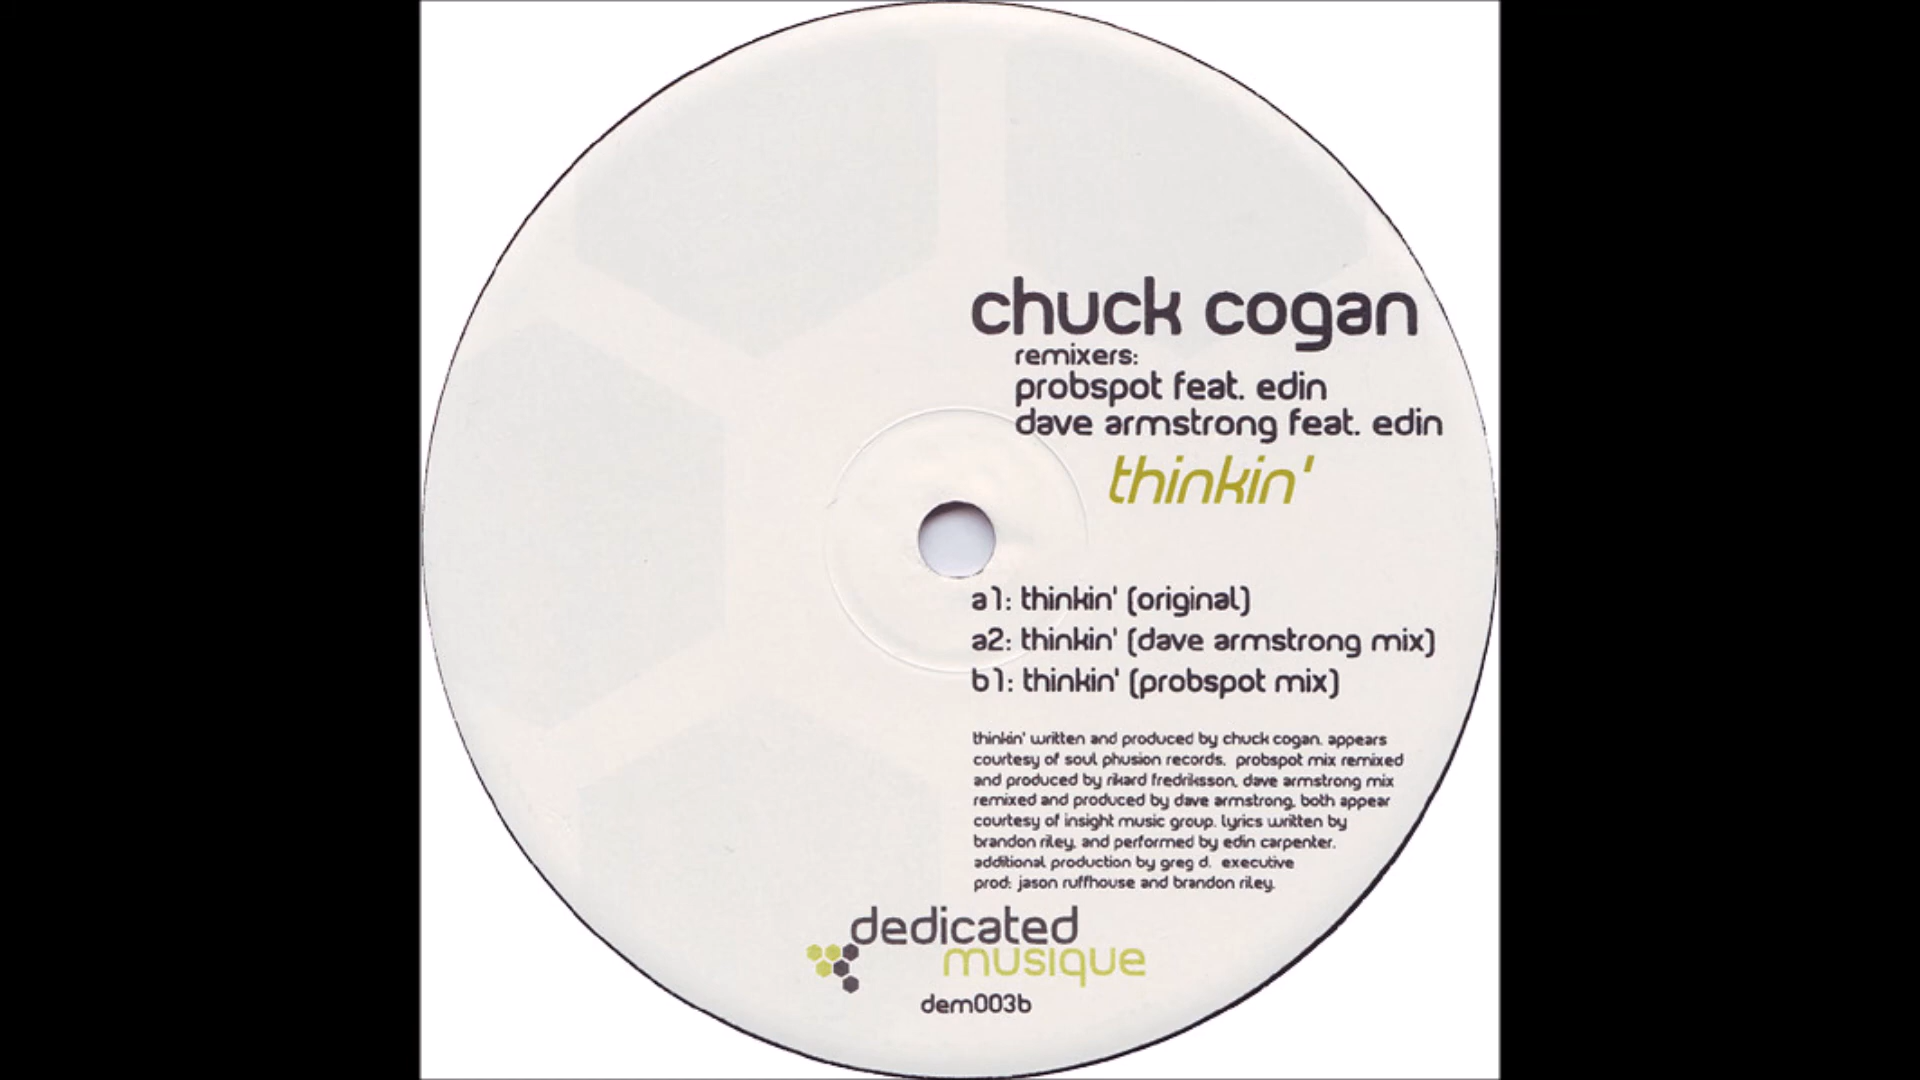 chuck cogan
remixers:
probspot feat. edin
dave armstrong feat. edin
thinkin'
a1: thinkin' (original)
a2: thinkin' (dave armstrong mix)
b1: thinkin' (probspot mix)
thinkin' written and produced by chuck cogan. appears
courtesy of soul phusion records. probspot mix remixed
and produced by rikard fredriksson, dave armstrong mix
remixed and produced by dave armstrong, both appear
courtesy of insight music group. lyrics written by
brandon riley, and performed by edin carpenter.
additional production by greg d. executive
prod: jason ruffhouse and brandon riley.
dedicated
musique
dem003b